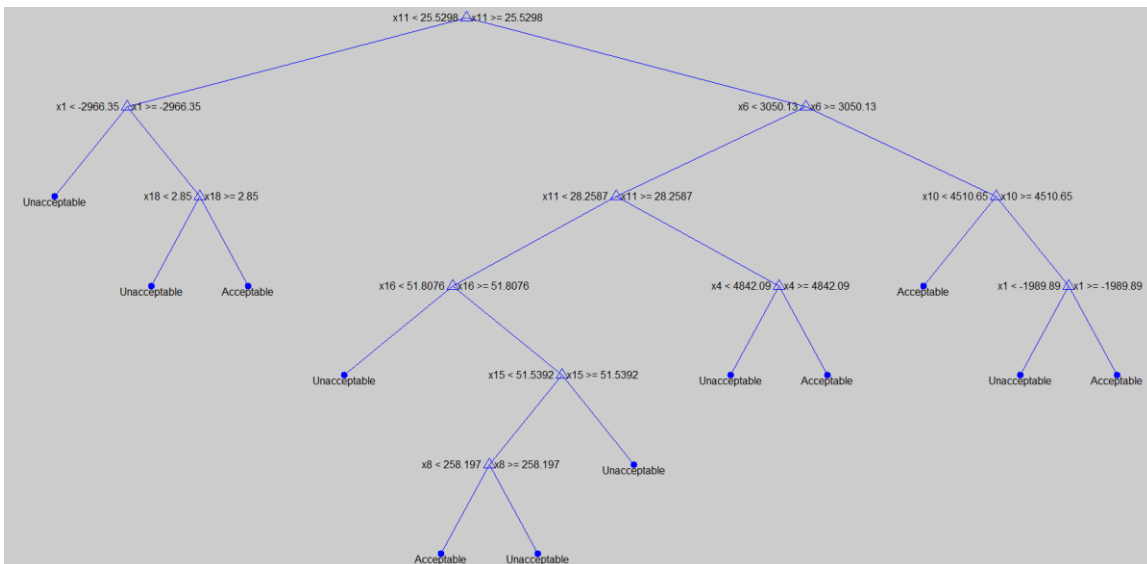 x11 < 25.5298 x11 >= 25.5298
x1 < -2966.35 x1 >= -2966.35
x6 < 3050.13 x6 >= 3050.13
Unacceptable
x18 < 2.85 x18 >= 2.85
x11 < 28.2587 x11 >= 28.2587
x10 < 4510.65 x10 >= 4510.65
Unacceptable
Acceptable
x16 < 51.8076 x16 >= 51.8076
x4 < 4842.09 x4 >= 4842.09
Acceptable
x1 < -1989.89 x1 >= -1989.89
Unacceptable
x15 < 51.5392 x15 >= 51.5392
Unacceptable
Acceptable
Unacceptable
Acceptable
x8 < 258.197 x8 >= 258.197
Unacceptable
Acceptable
Unacceptable